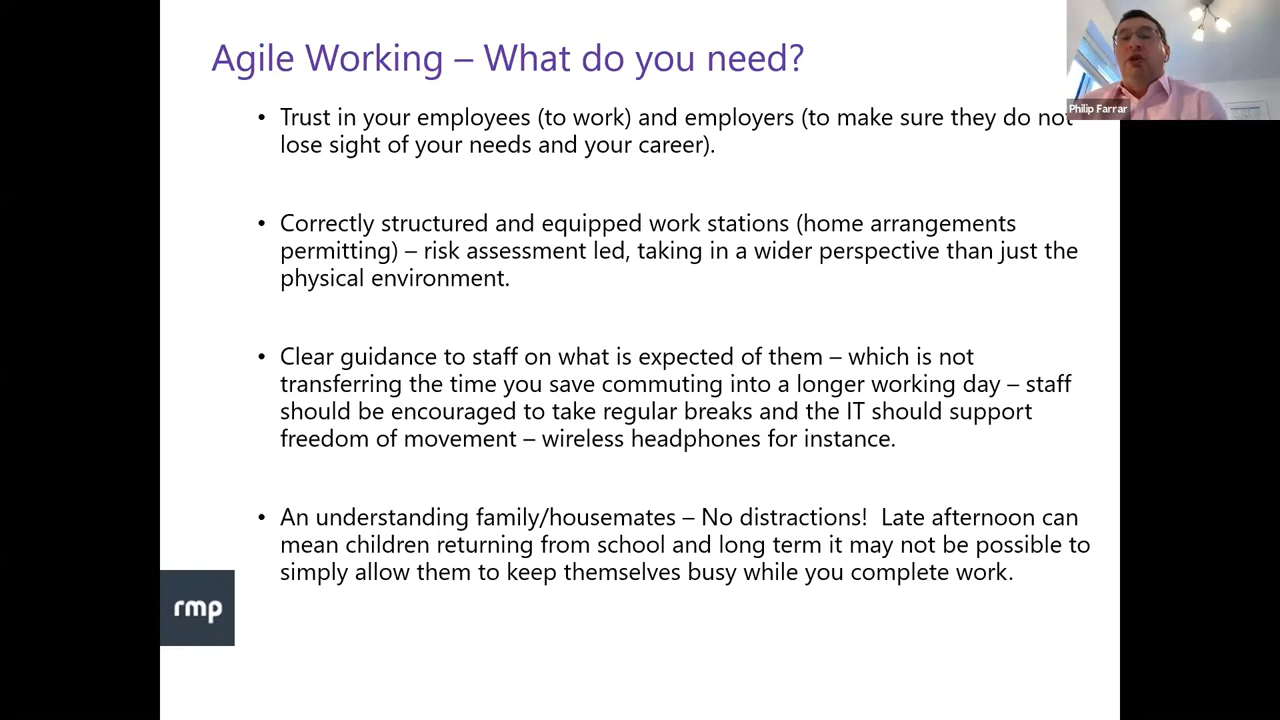 Agile Working – What do you need?
Philip Farrar
• Trust in your employees (to work) and employers (to make sure they do not
lose sight of your needs and your career).
• Correctly structured and equipped work stations (home arrangements
permitting) – risk assessment led, taking in a wider perspective than just the
physical environment.
• Clear guidance to staff on what is expected of them – which is not
transferring the time you save commuting into a longer working day – staff
should be encouraged to take regular breaks and the IT should support
freedom of movement – wireless headphones for instance.
• An understanding family/housemates – No distractions!  Late afternoon can
mean children returning from school and long term it may not be possible to
simply allow them to keep themselves busy while you complete work.
rmp